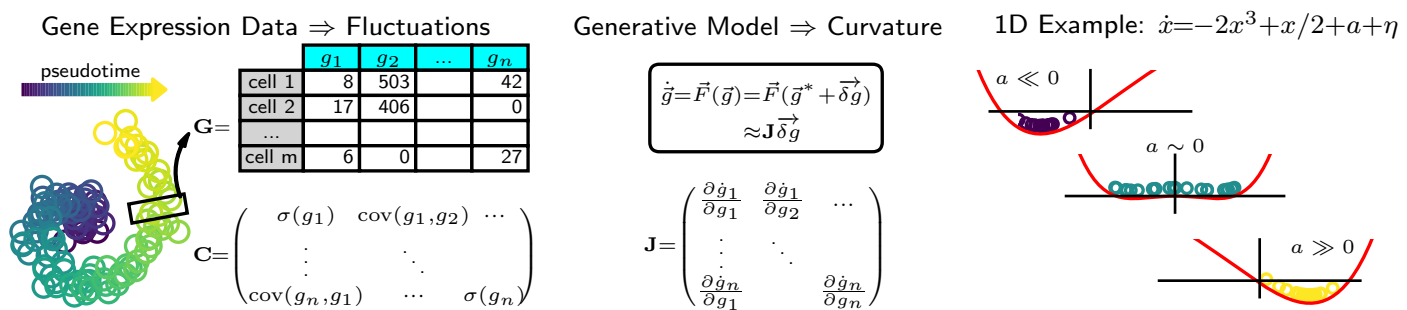 Gene Expression Data ⇒ Fluctuations
pseudotime
G=
g₁ g₂ ... gₙ
cell 1 8 503 42
cell 2 17 406 0
...
cell m 6 0 27
C=
σ(g₁) cov(g₁,g₂) ⋯
⋮ ⋱
cov(gₙ,g₁) ⋯ σ(gₙ)
Generative Model ⇒ Curvature
ġ⃗=F⃗(g⃗)=F⃗(g⃗*+δg⃗)
≈Jδg⃗
J=
∂ġ₁/∂g₁ ∂ġ₁/∂g₂ ...
⋮ ⋱
∂ġₙ/∂g₁ ∂ġₙ/∂gₙ
1D Example: ẋ=−2x³+x/2+a+η
a ≪ 0
a ∼ 0
a ≫ 0